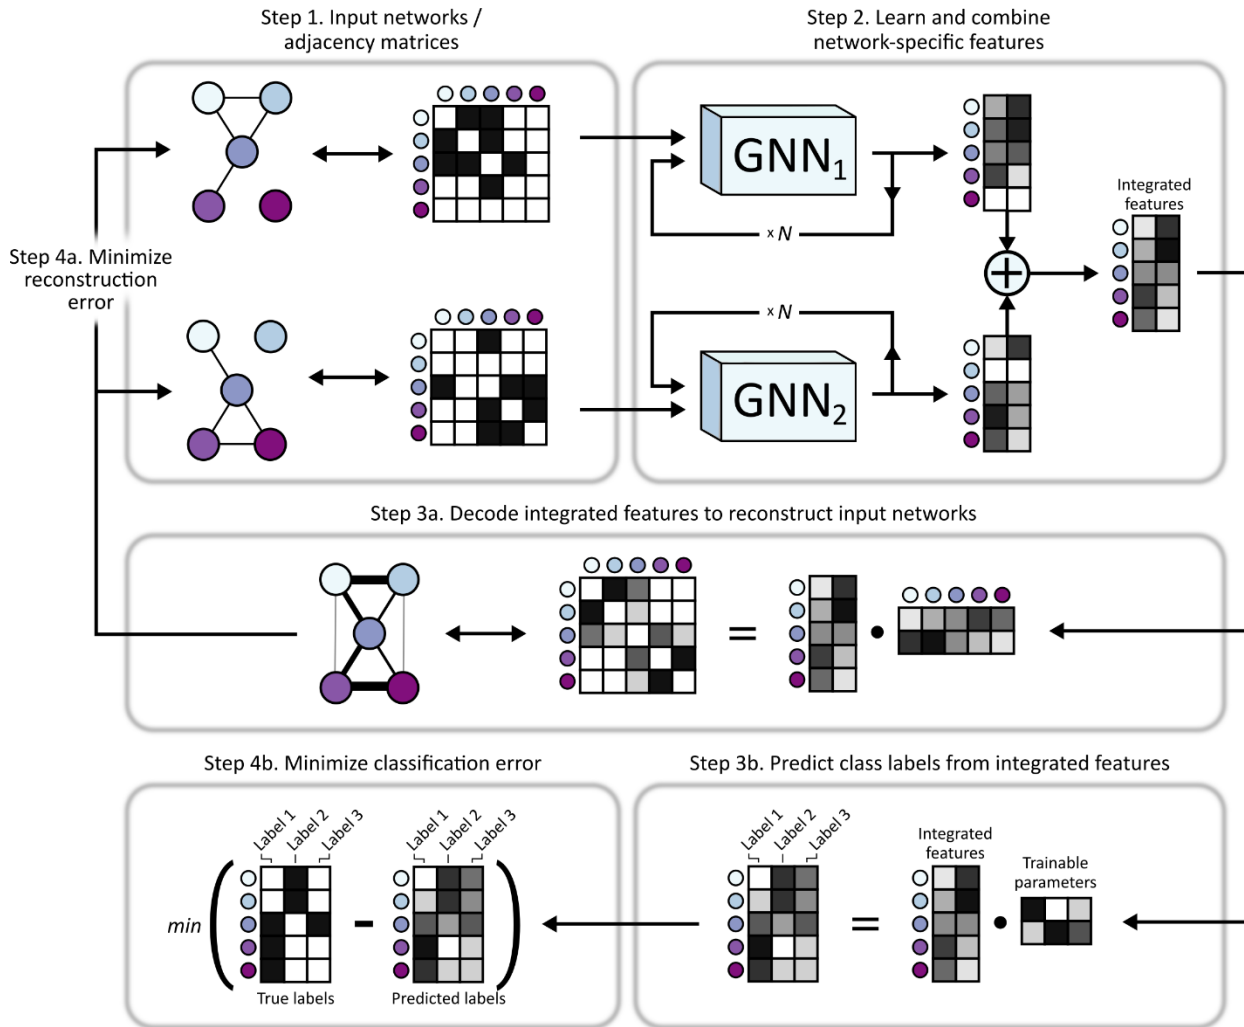 Step 1. Input networks /
adjacency matrices
Step 2. Learn and combine
network-specific features
GNN1
× N
Integrated
features
Step 4a. Minimize
reconstruction
error
× N
GNN2
Step 3a. Decode integrated features to reconstruct input networks
=
Step 4b. Minimize classification error
Step 3b. Predict class labels from integrated features
Label 1
Label 2
Label 3
Label 1
Label 2
Label 3
min
-
True labels
Predicted labels
Label 1
Label 2
Label 3
=
Integrated
features
Trainable
parameters